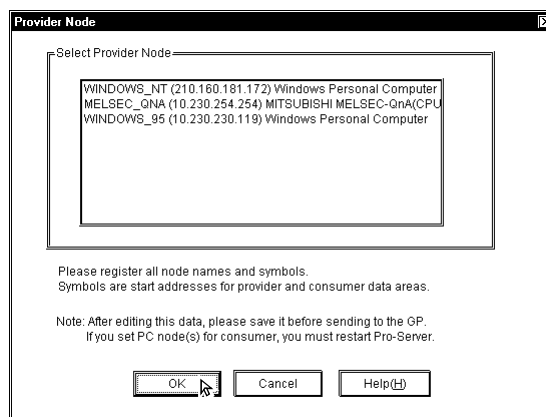 Provider Node
Select Provider Node
WINDOWS_NT (210.160.181.172) Windows Personal Computer
MELSEC_QNA (10.230.254.254) MITSUBISHI MELSEC-QnA(CPU
WINDOWS_95 (10.230.230.119) Windows Personal Computer
Please register all node names and symbols.
Symbols are start addresses for provider and consumer data areas.
Note: After editing this data, please save it before sending to the GP.
If you set PC node(s) for consumer, you must restart Pro-Server.
OK Cancel Help(H)